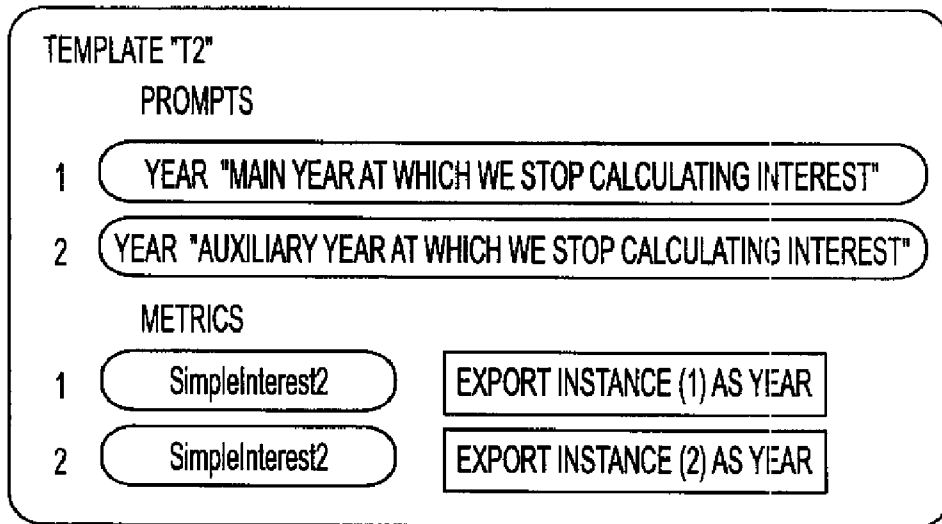 TEMPLATE "T2"
PROMPTS
1 YEAR "MAIN YEAR AT WHICH WE STOP CALCULATING INTEREST"
2 YEAR "AUXILIARY YEAR AT WHICH WE STOP CALCULATING INTEREST"
METRICS
1 SimpleInterest2 EXPORT INSTANCE (1) AS YEAR
2 SimpleInterest2 EXPORT INSTANCE (2) AS YEAR